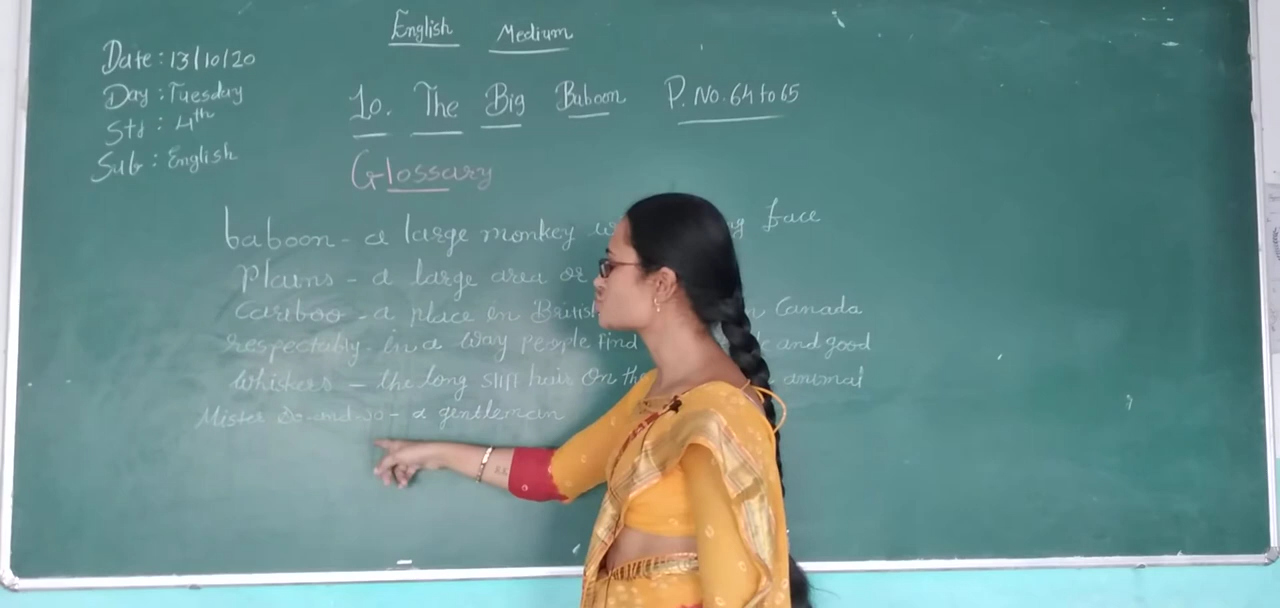 English Medium
Date: 13/10/20
Day: Tuesday
Std: 4th
Sub: English
10. The Big Baboon P. No. 64 to 65
Glossary
baboon - a large monkey face
Plains - a large area or
Cariboo - a place in Canada
respectably - in a way people find and good
Whiskers - the long stiff hair on animal
Mister So-and-so - a gentleman